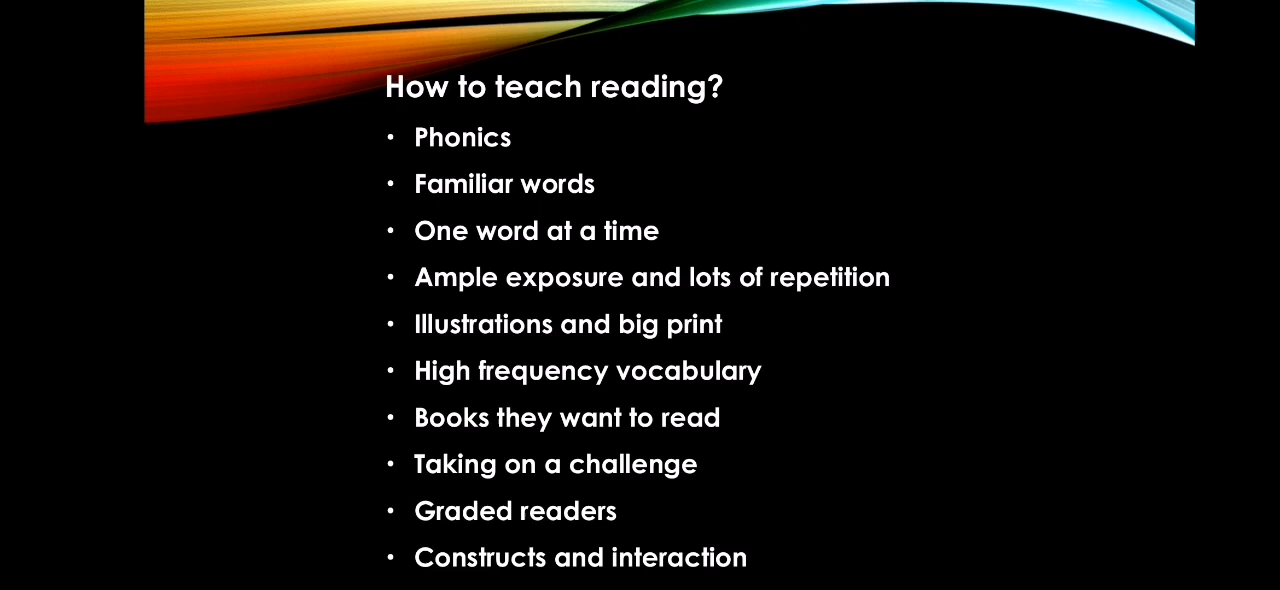 How to teach reading?
• Phonics
• Familiar words
• One word at a time
• Ample exposure and lots of repetition
• Illustrations and big print
• High frequency vocabulary
• Books they want to read
• Taking on a challenge
• Graded readers
• Constructs and interaction